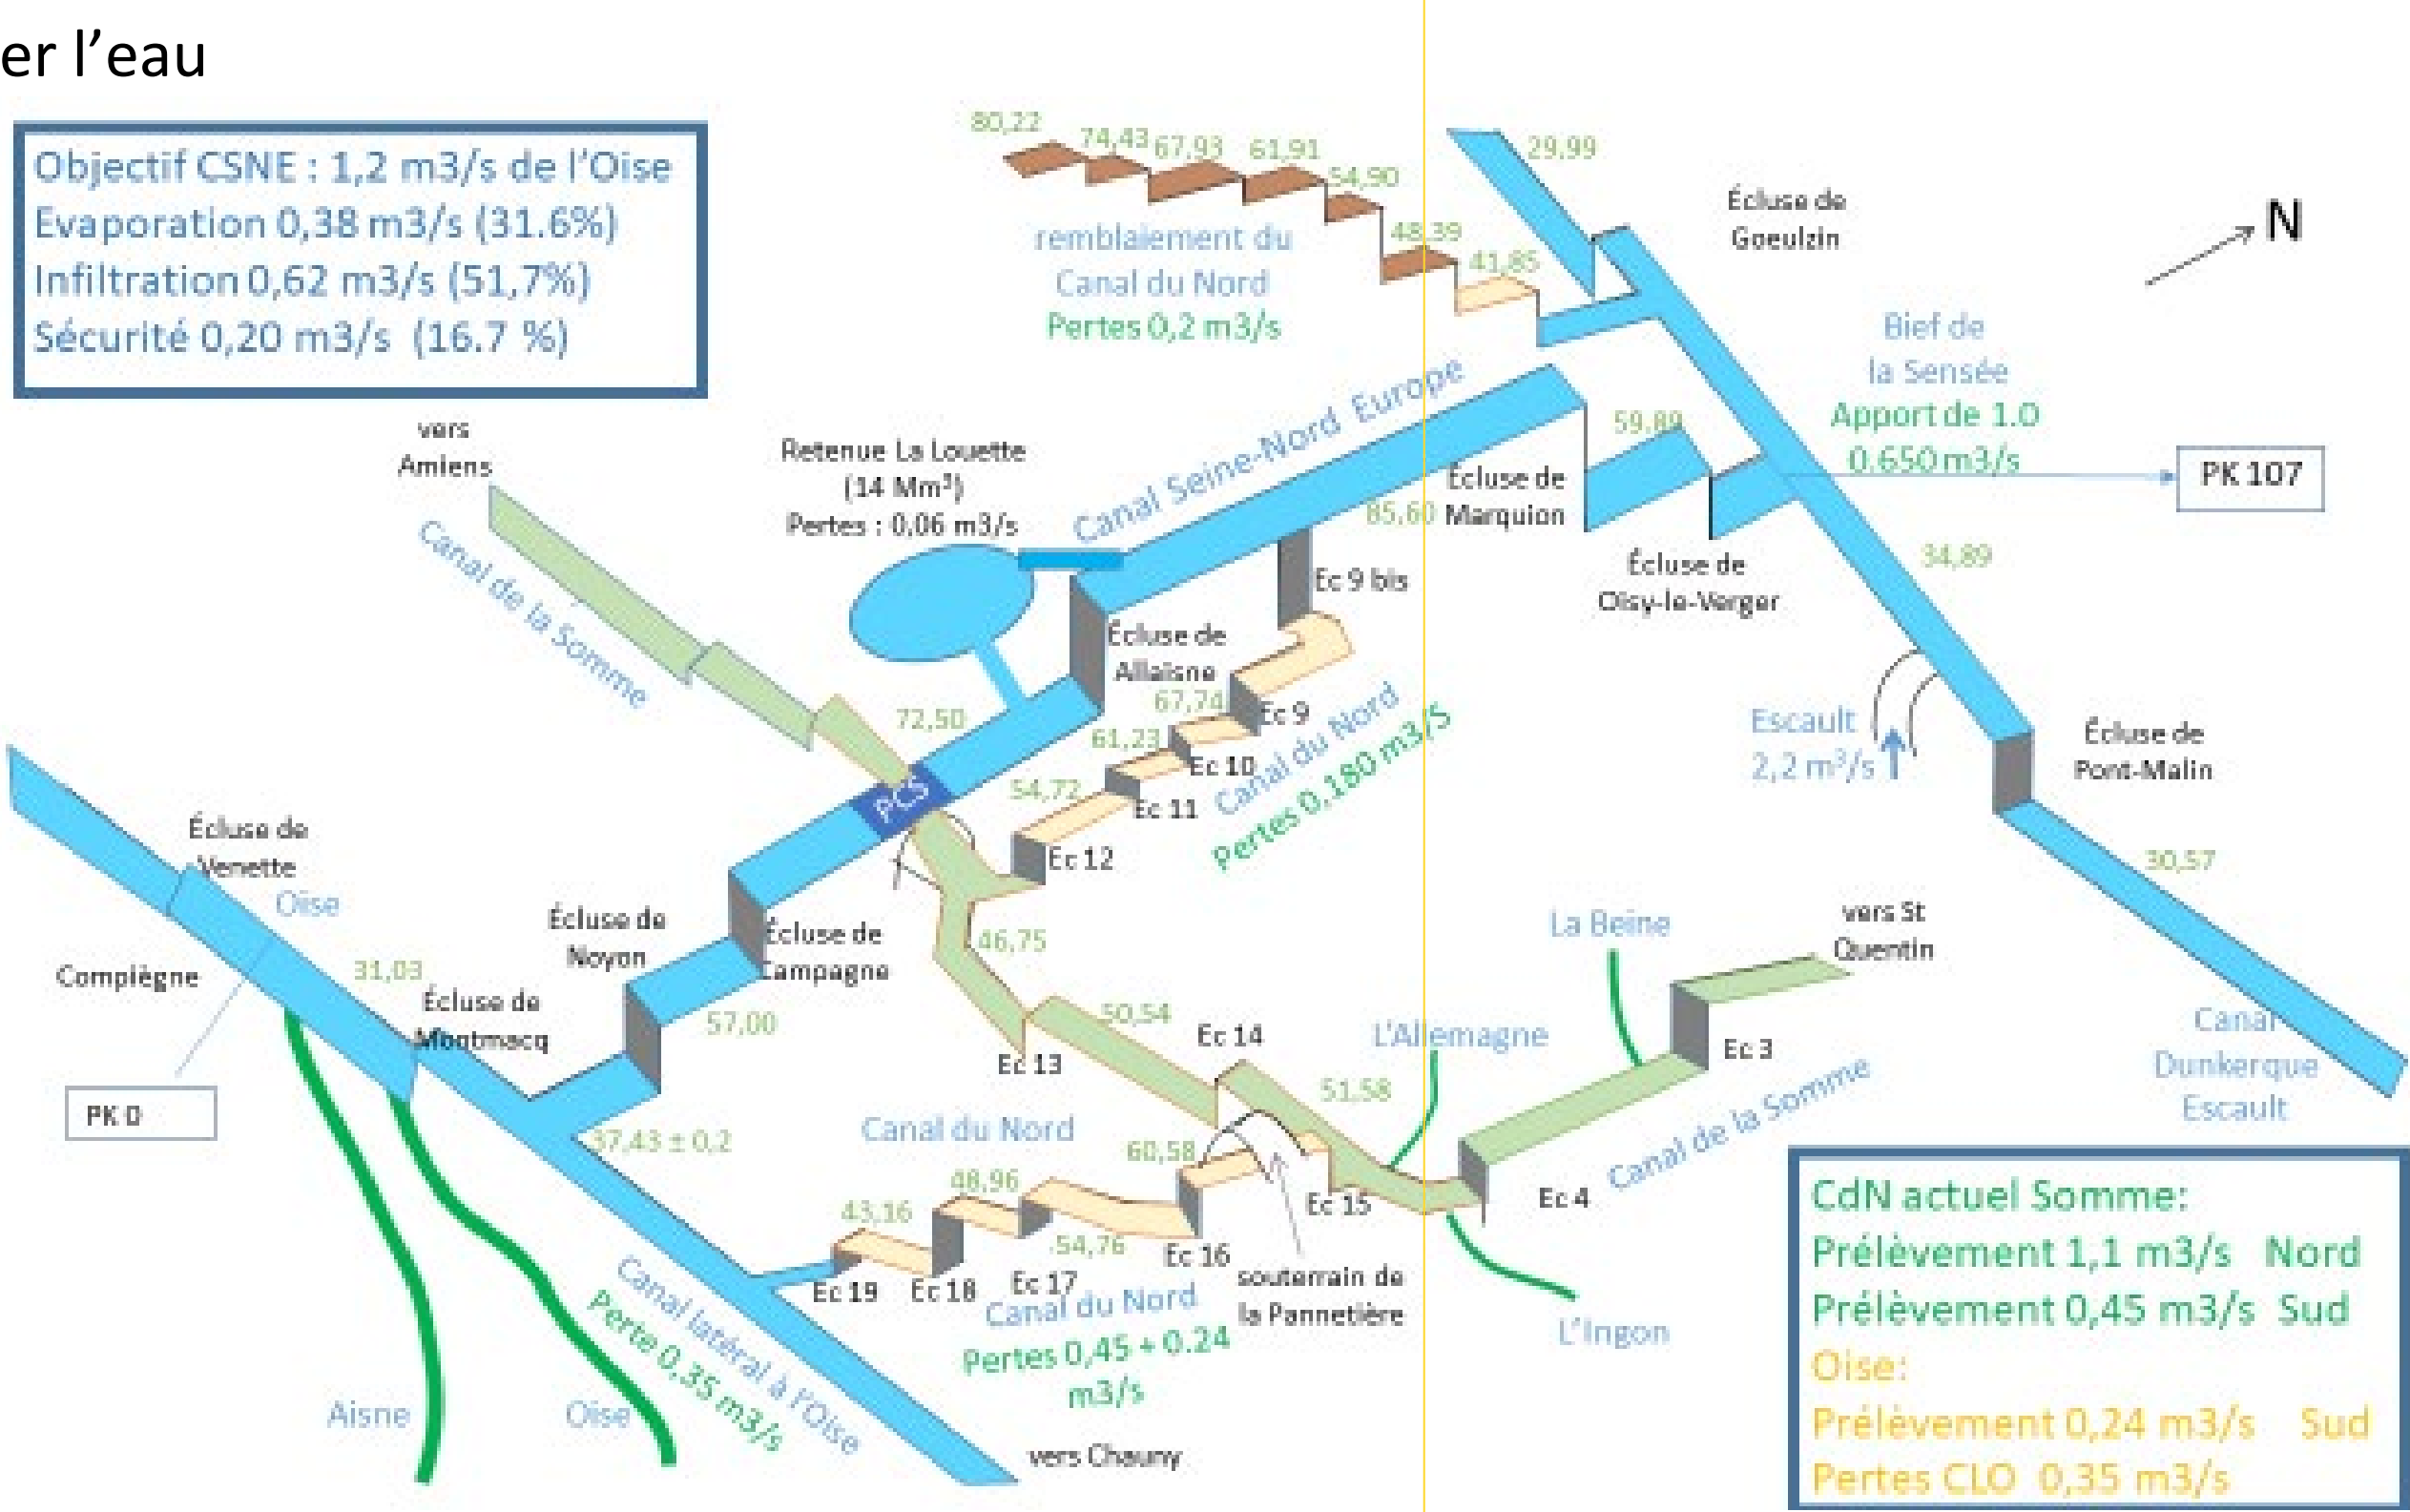 er l’eau
Objectif CSNE : 1,2 m3/s de l’Oise
Evaporation 0,38 m3/s (31.6%)
Infiltration 0,62 m3/s (51,7%)
Sécurité 0,20 m3/s (16.7 %)
80,22
74,43
67,93
61,91
54,90
48,39
41,85
remblaiement du
Canal du Nord
Pertes 0,2 m3/s
29,99
Écluse de
Goeulzin
N
Bief de
la Sensée
Apport de 1.0
0.650 m3/s
PK 107
vers
Amiens
Canal de la Somme
Retenue La Louette
(14 Mm³)
Pertes : 0,06 m3/s
Canal Seine-Nord Europe
85,60
Écluse de
Marquion
59,89
Écluse de
Oisy-le-Verger
34,89
Ec 9 bis
Écluse de
Allaisne
67,74
Ec 9
61,23
Ec 10
54,72
Ec 11
Ec 12
Canal du Nord
Pertes 0,180 m3/S
72,50
PCS
Escault
2,2 m³/s
Écluse de
Pont-Malin
30,57
Canal
Dunkerque
Escault
Écluse de
Venette
Oise
Compiègne
31,03
PK 0
Écluse de
Montmacq
Écluse de
Noyon
Écluse de
Campagne
57,00
37,43 ± 0,2
46,75
Ec 13
50,54
Ec 14
51,58
L’Allemagne
La Beine
vers St
Quentin
Ec 3
Canal de la Somme
Ec 4
Ec 15
L’Ingon
Canal du Nord
60,58
48,96
43,16
54,76
Ec 16
Ec 17
Ec 18
Ec 19
souterrain de
la Pannetière
Canal du Nord
Pertes 0,45 + 0.24
m3/s
Canal latéral à l’Oise
Perte 0,35 m3/s
Aisne
Oise
vers Chauny
CdN actuel Somme:
Prélèvement 1,1 m3/s Nord
Prélèvement 0,45 m3/s Sud
Oise:
Prélèvement 0,24 m3/s Sud
Pertes CLO 0,35 m3/s